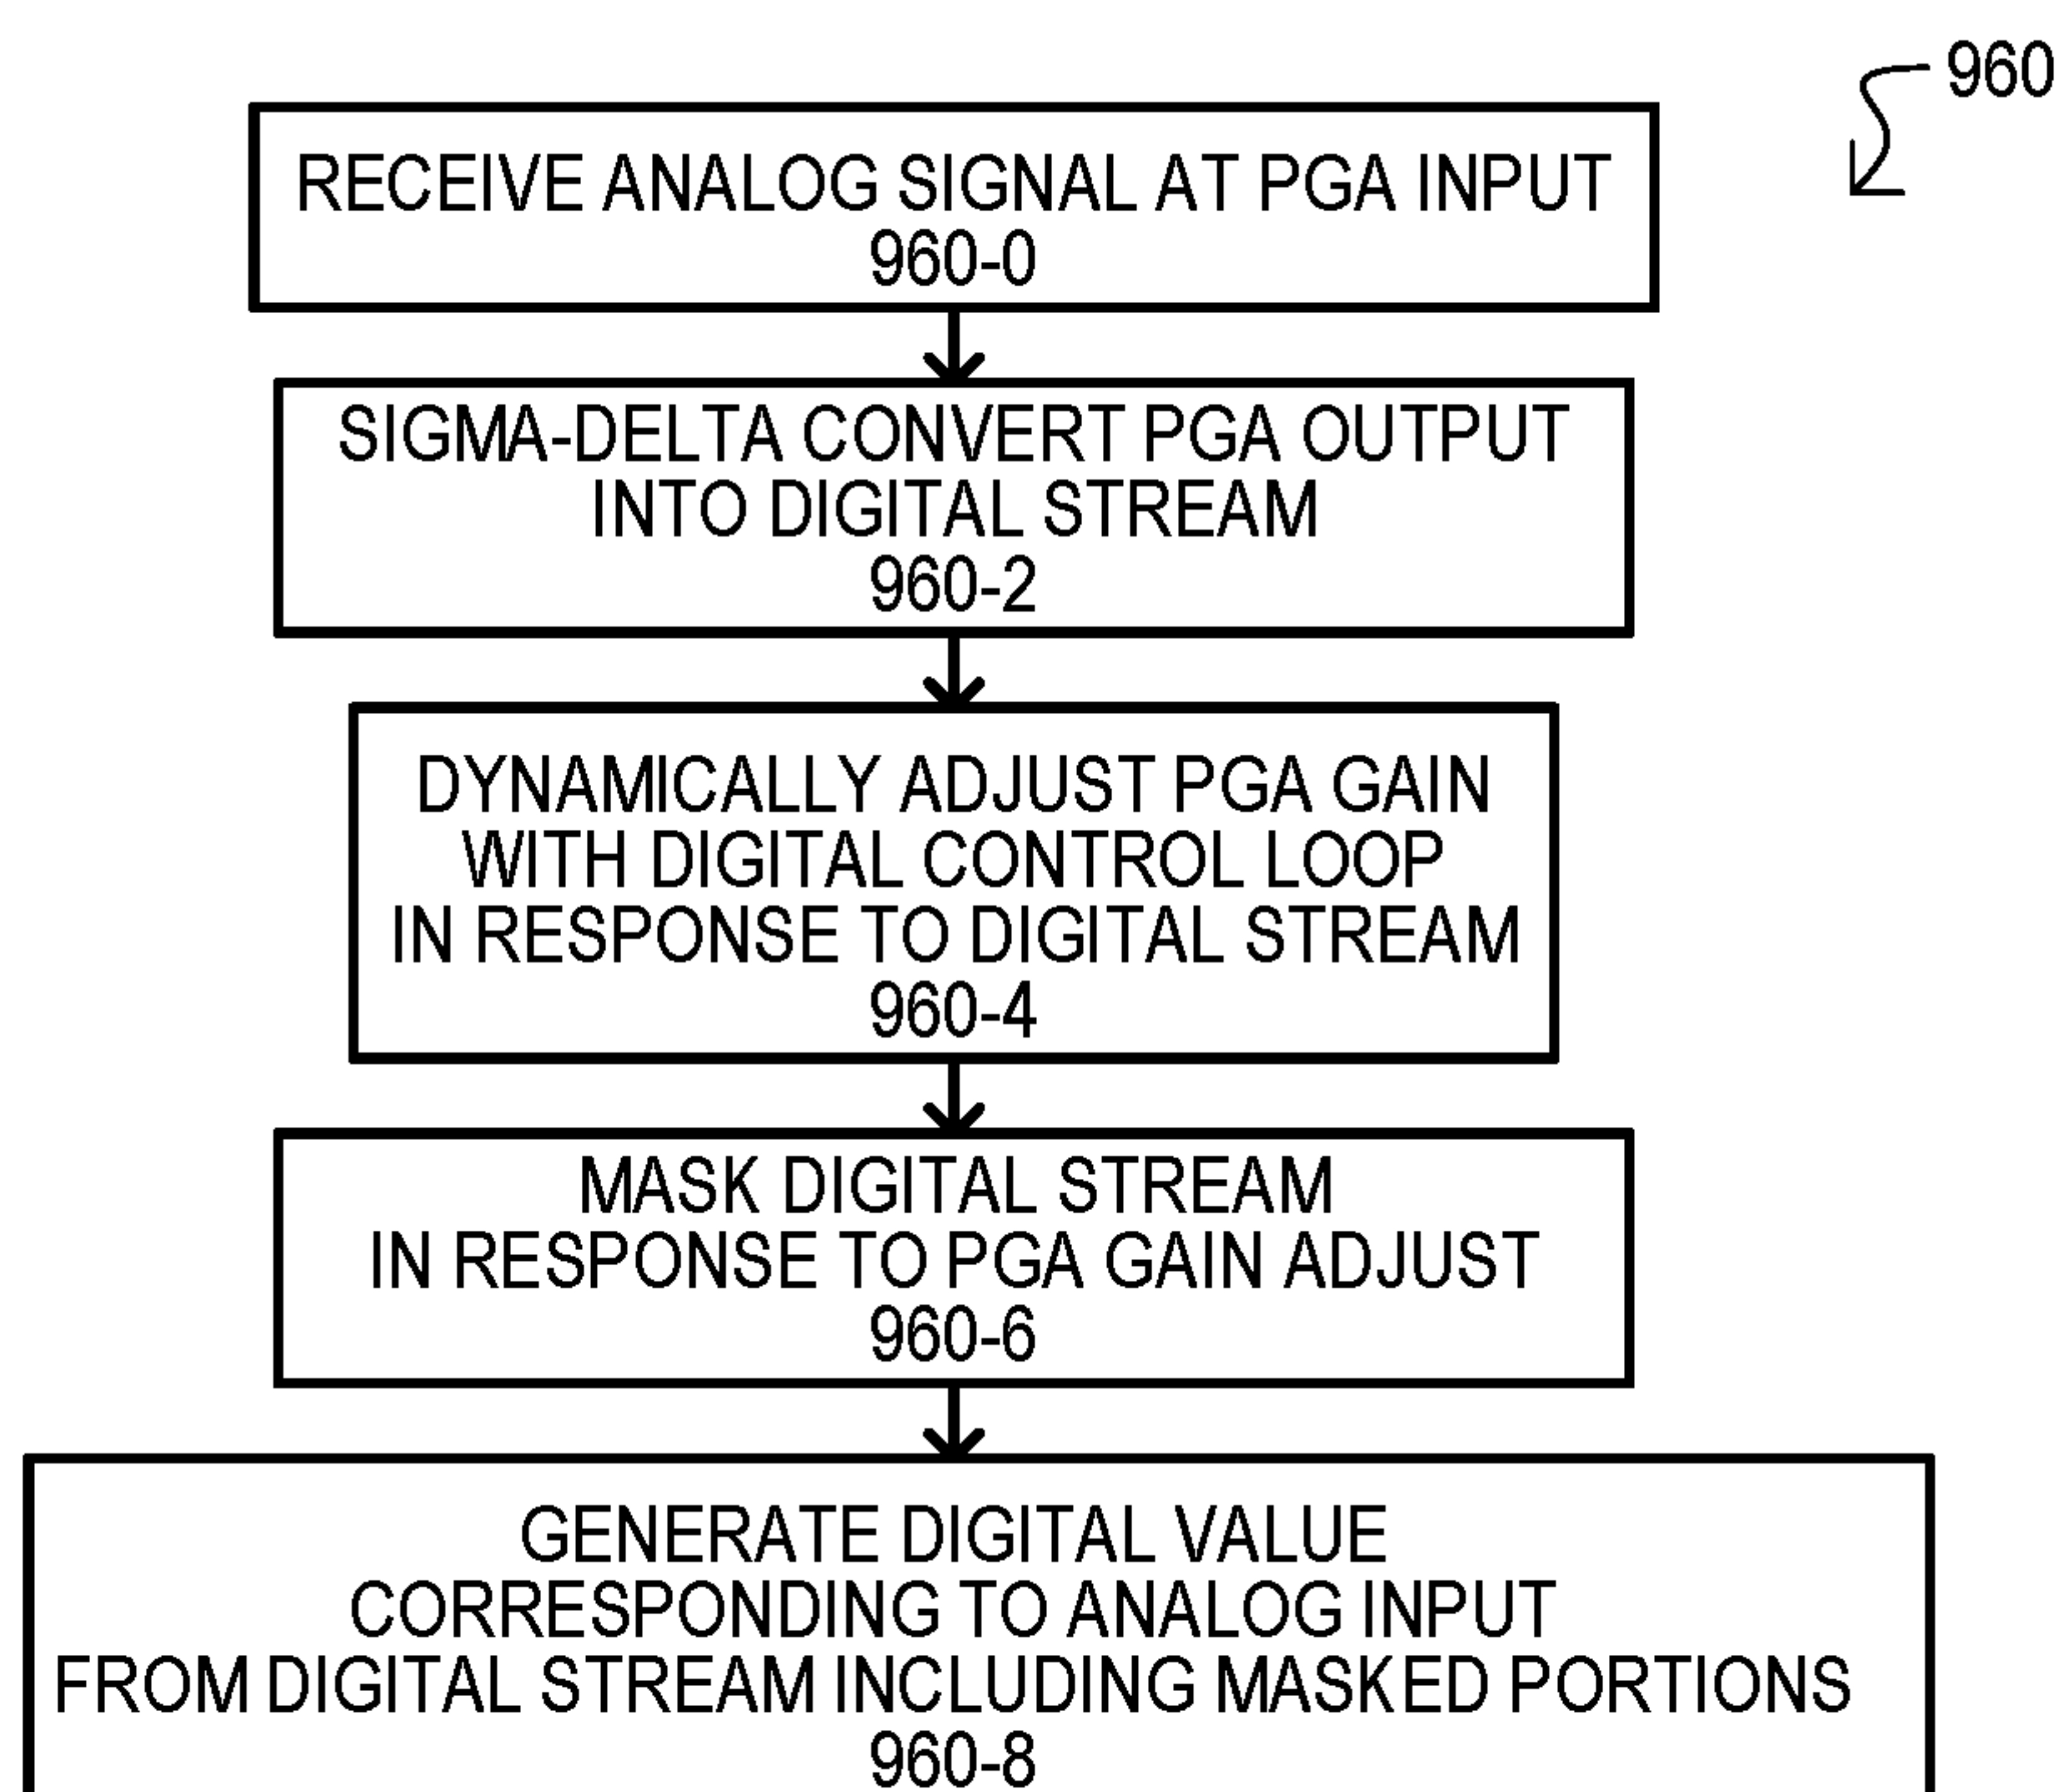 960
RECEIVE ANALOG SIGNAL AT PGA INPUT
960-0
SIGMA-DELTA CONVERT PGA OUTPUT
INTO DIGITAL STREAM
960-2
DYNAMICALLY ADJUST PGA GAIN
WITH DIGITAL CONTROL LOOP
IN RESPONSE TO DIGITAL STREAM
960-4
MASK DIGITAL STREAM
IN RESPONSE TO PGA GAIN ADJUST
960-6
GENERATE DIGITAL VALUE
CORRESPONDING TO ANALOG INPUT
FROM DIGITAL STREAM INCLUDING MASKED PORTIONS
960-8